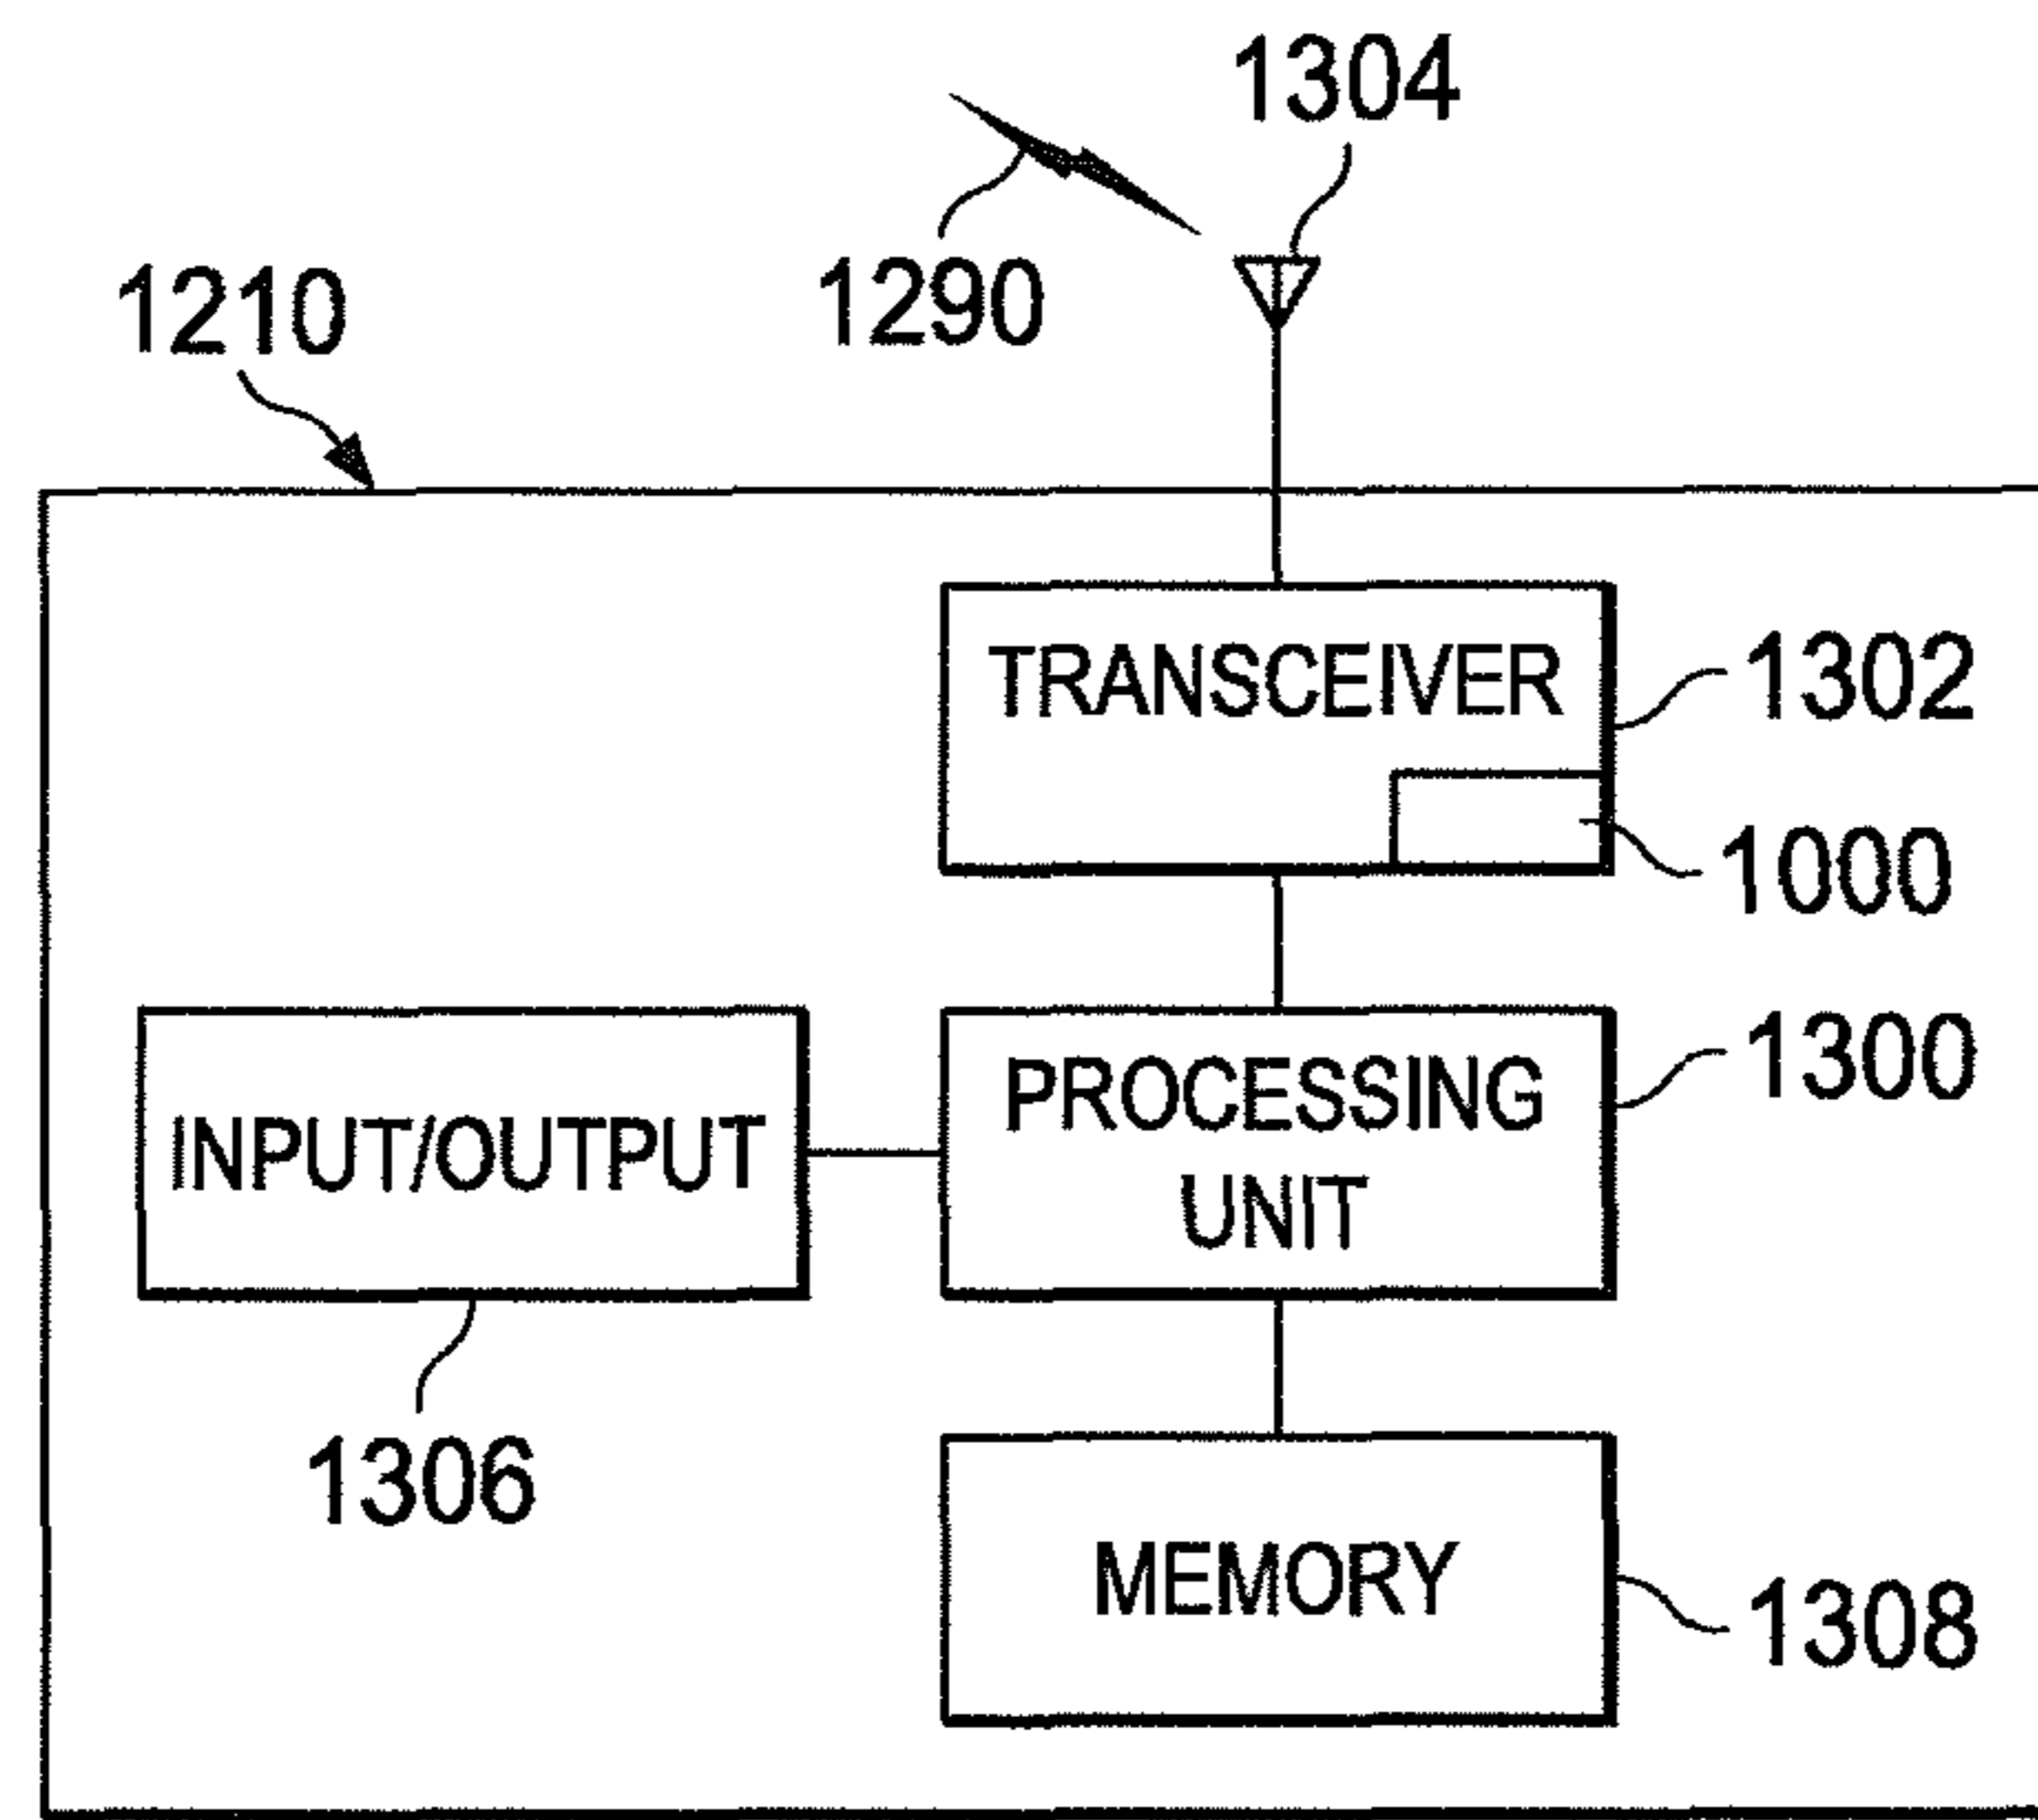 1304
1290
1210
TRANSCEIVER
1302
1000
INPUT/OUTPUT
PROCESSING
UNIT
1300
1306
MEMORY
1308